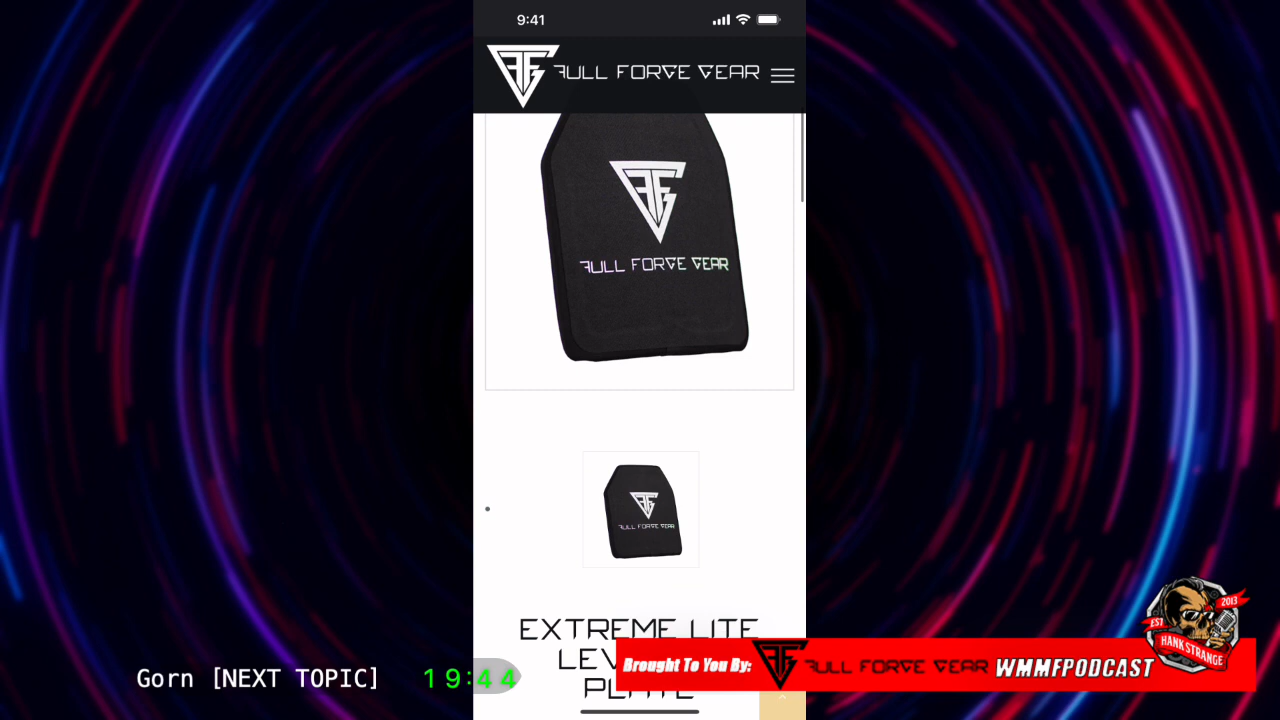 9:41
FULL FORGE GEAR
FULL FORGE GEAR
FULL FORGE GEAR
EXTREME LITE
Brought To You By: FULL FORGE GEAR WMMFPODCAST
EST 2013
HANK STRANGE
Gorn [NEXT TOPIC] 19:44